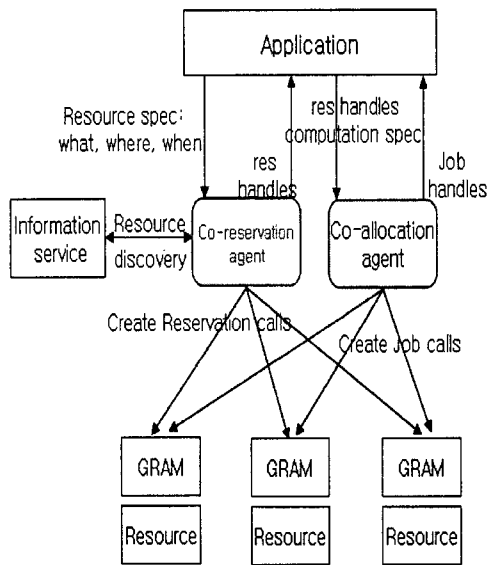 Application
Resource spec:
what, where, when
res
handles
res handles
computation spec
Job
handles
Information
service
Resource
discovery
Co-reservation
agent
Co-allocation
agent
Create Reservation calls
Create Job calls
GRAM
GRAM
GRAM
Resource
Resource
Resource